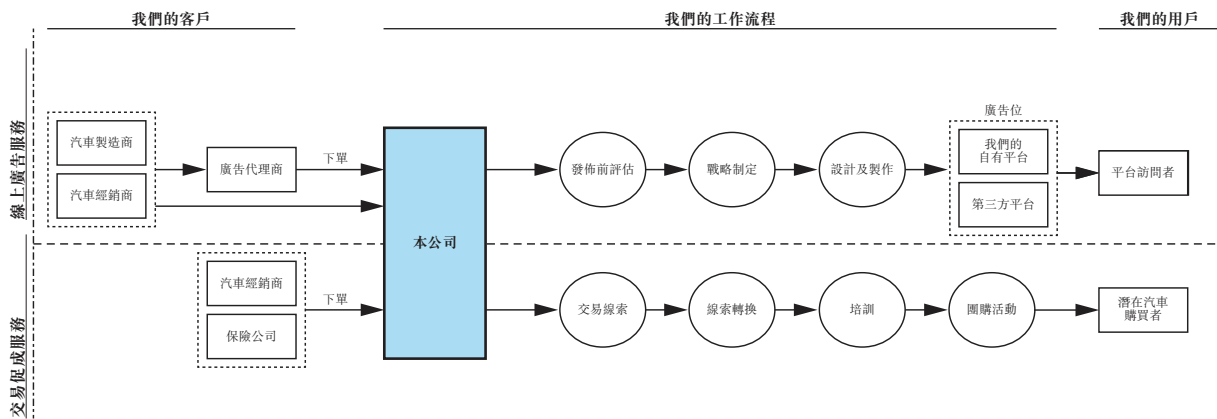 我們的客戶
我們的工作流程
我們的用戶
線上廣告服務
汽車製造商
汽車經銷商
廣告代理商
下單
本公司
發佈前評估
戰略制定
設計及製作
廣告位
我們的
自有平台
第三方平台
平台訪問者
交易促成服務
汽車經銷商
保險公司
下單
交易線索
線索轉換
培訓
團購活動
潛在汽車
購買者